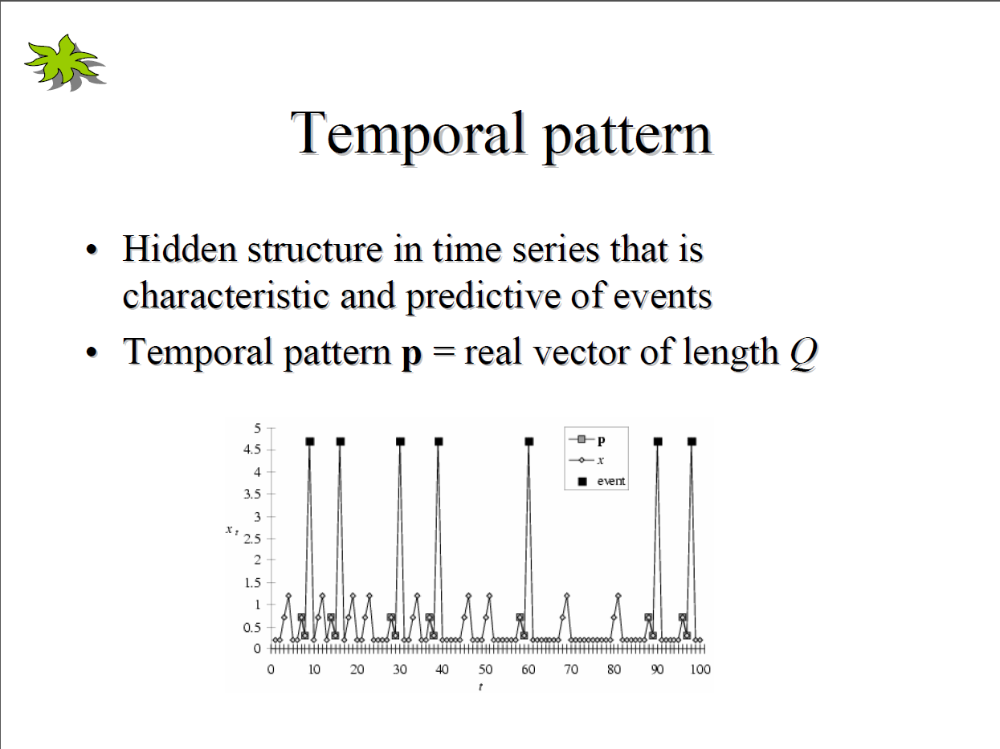 Temporal pattern
• Hidden structure in time series that is
characteristic and predictive of events
• Temporal pattern p = real vector of length Q
5
4.5
4
3.5
3
2.5
2
1.5
1
0.5
0
x t
p
x
event
0 10 20 30 40 50 60 70 80 90 100
t